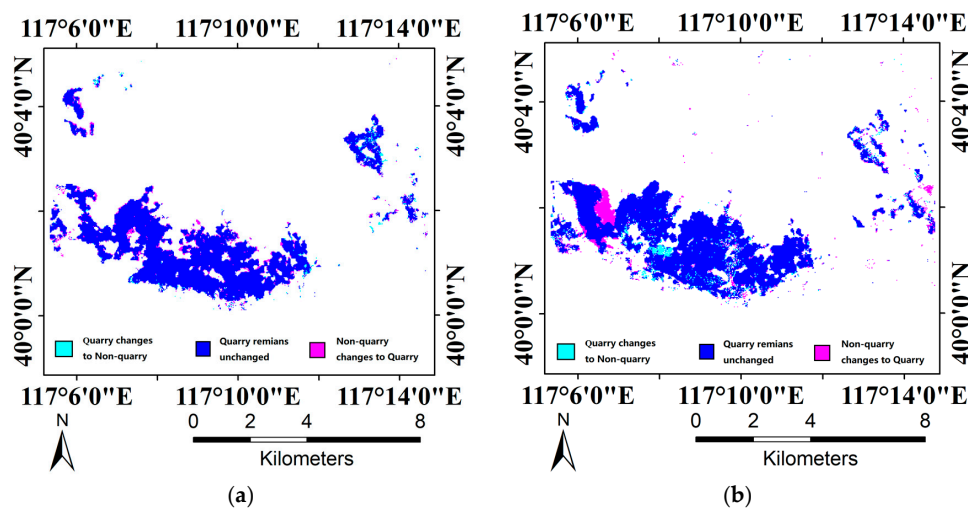 117°6'0"E 117°10'0"E 117°14'0"E
40°4'0"N
40°0'0"N
40°4'0"N
40°0'0"N
Quarry changes
to Non-quarry
Quarry remians
unchanged
Non-quarry
changes to Quarry
117°6'0"E 117°10'0"E 117°14'0"E
N
0 2 4 8
Kilometers
(a)
117°6'0"E 117°10'0"E 117°14'0"E
40°4'0"N
40°0'0"N
40°4'0"N
40°0'0"N
Quarry changes
to Non-quarry
Quarry remians
unchanged
Non-quarry
changes to Quarry
117°6'0"E 117°10'0"E 117°14'0"E
N
0 2 4 8
Kilometers
(b)